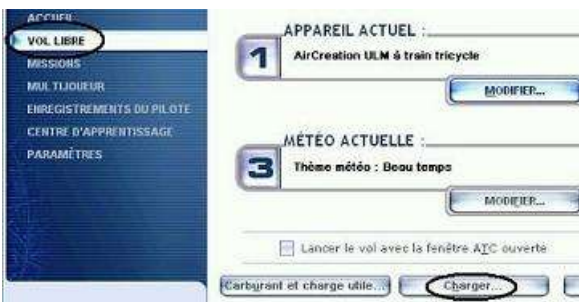 ACCUEIL
VOL LIBRE
MISSIONS
MULTIJOUEUR
ENREGISTREMENTS DU PILOTE
CENTRE D'APPRENTISSAGE
PARAMÈTRES
APPAREIL ACTUEL :
1
AirCreation ULM à train tricycle
MODIFIER...
MÉTÉO ACTUELLE :
3
Thème météo : Beau temps
MODIFIER...
Lancer le vol avec la fenêtre ATC ouverte
Carburant et charge utile...
Charger...